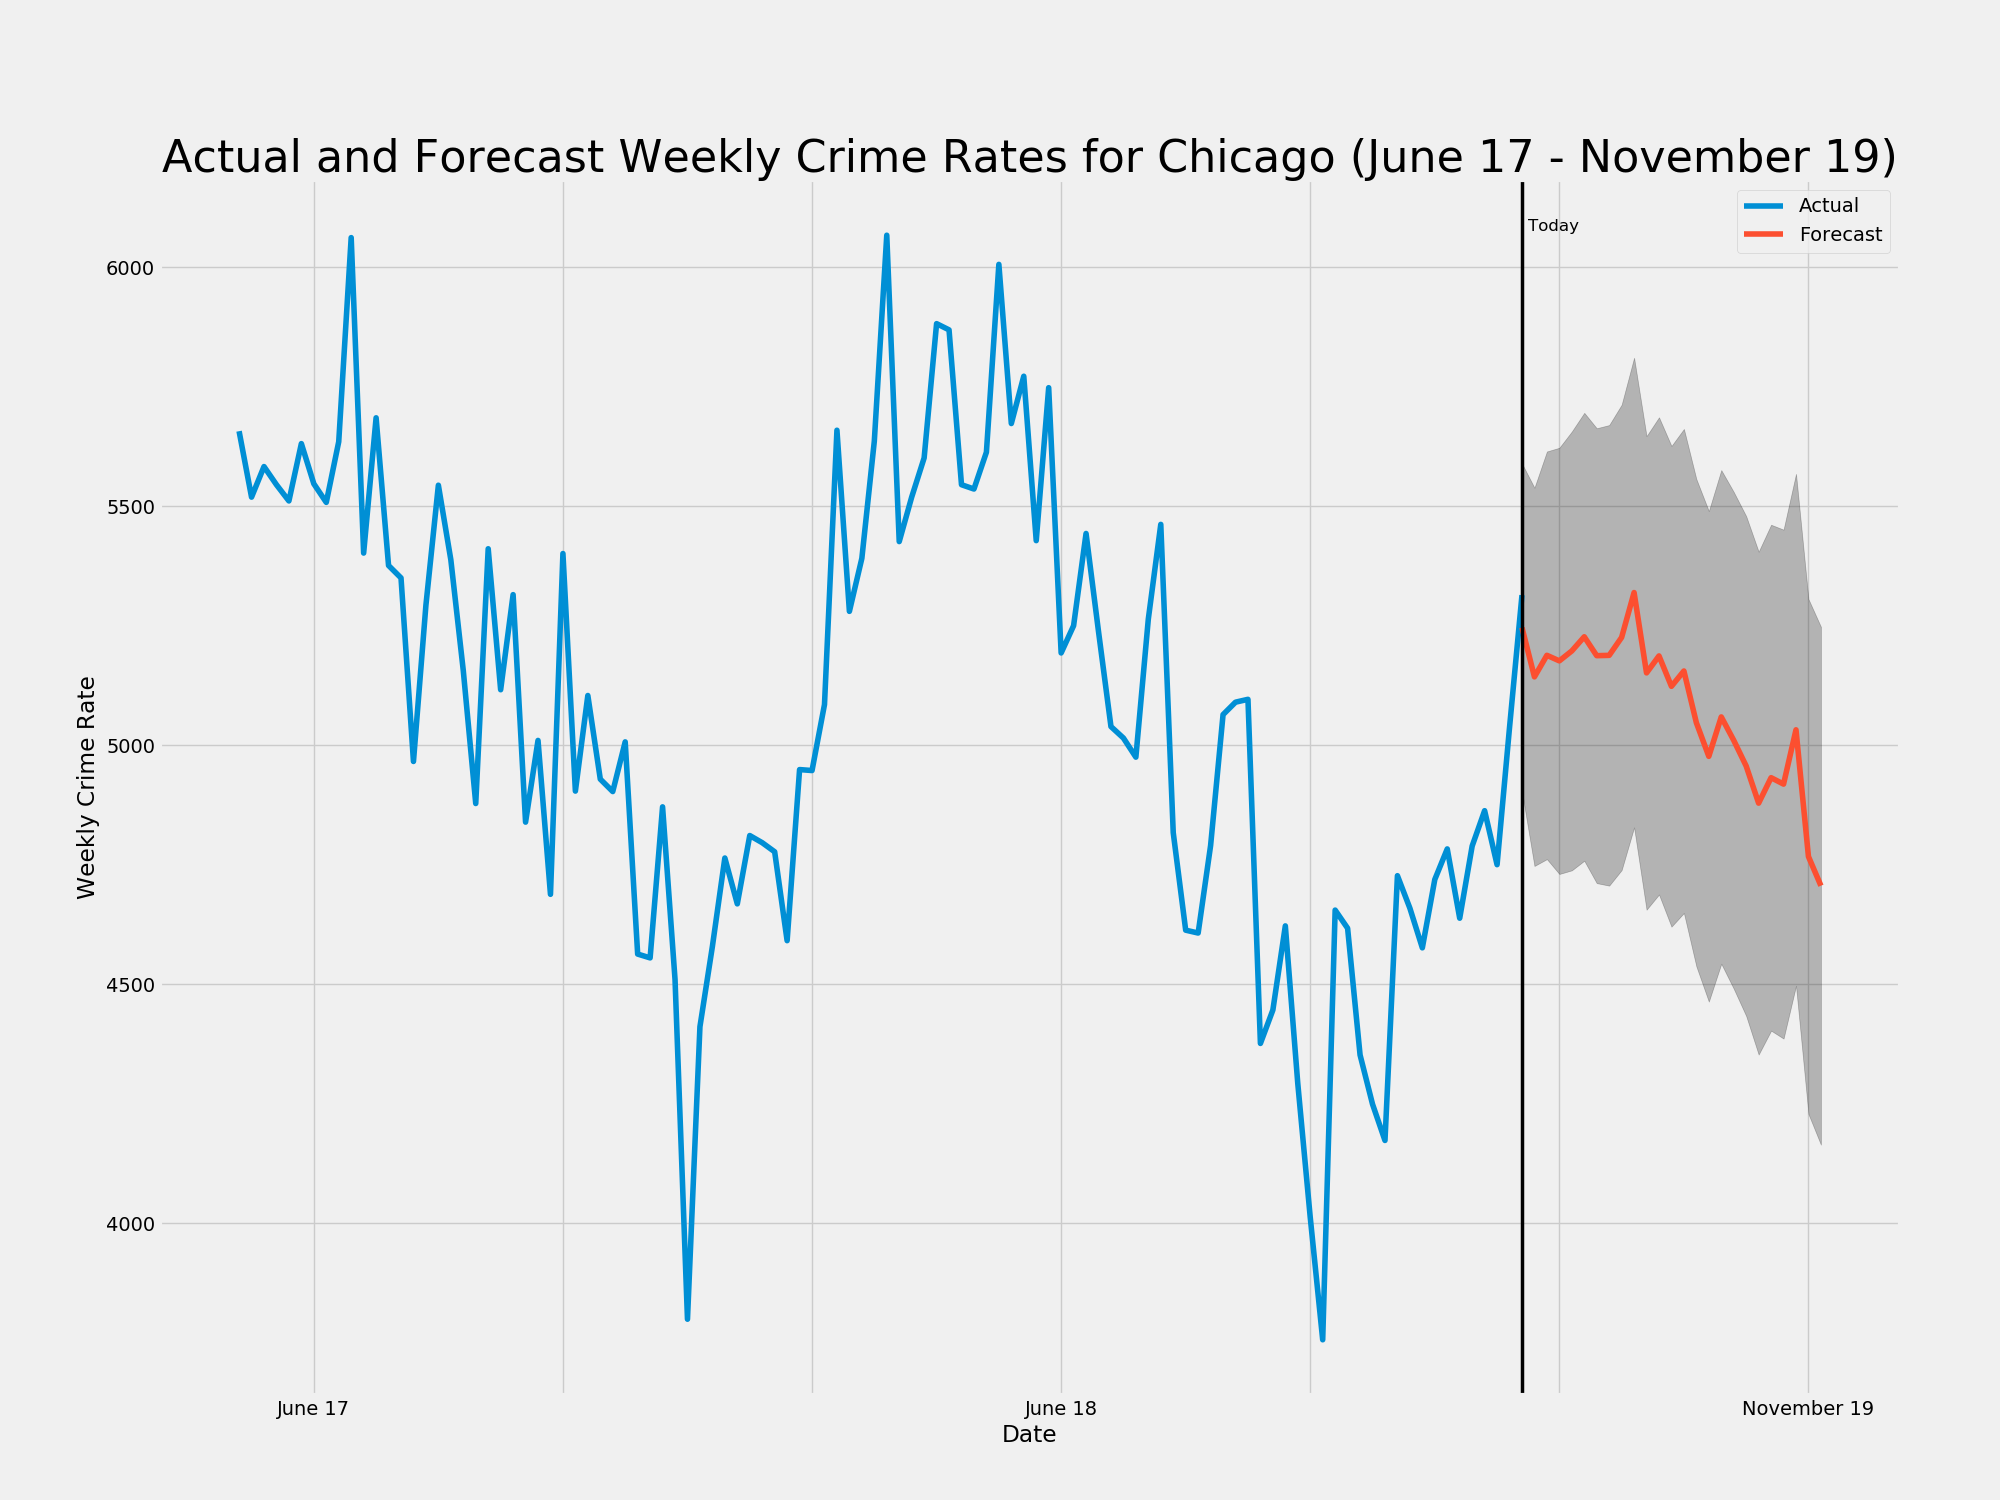 Actual and Forecast Weekly Crime Rates for Chicago (June 17 - November 19)
Today
Actual
Forecast
6000
5500
5000
4500
4000
Weekly Crime Rate
June 17
June 18
November 19
Date